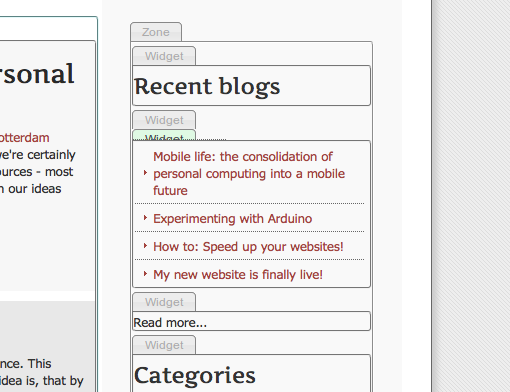 rsonal
otterdam
we're certainly
ources - most
n our ideas
nce. This
idea is, that by
Zone
Widget
Recent blogs
Widget
Widget
Mobile life: the consolidation of
personal computing into a mobile
future
Experimenting with Arduino
How to: Speed up your websites!
My new website is finally live!
Widget
Read more...
Widget
Categories